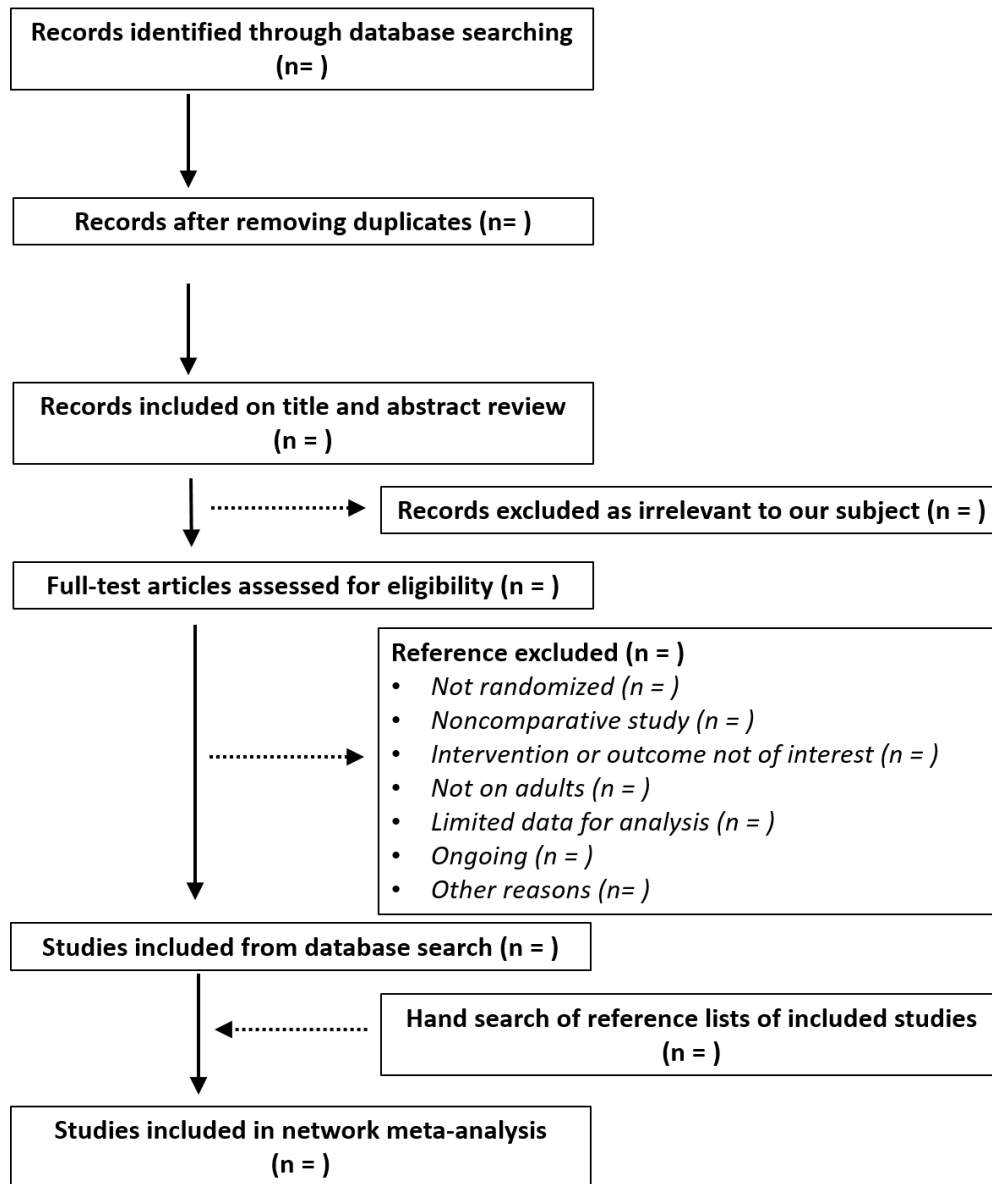 Records identified through database searching
(n= )
Records after removing duplicates (n= )
Records included on title and abstract review
(n = )
Records excluded as irrelevant to our subject (n = )
Full-test articles assessed for eligibility (n = )
Reference excluded (n = )
• Not randomized (n = )
• Noncomparative study (n = )
• Intervention or outcome not of interest (n = )
• Not on adults (n = )
• Limited data for analysis (n = )
• Ongoing (n = )
• Other reasons (n= )
Studies included from database search (n = )
Hand search of reference lists of included studies
(n = )
Studies included in network meta-analysis
(n = )